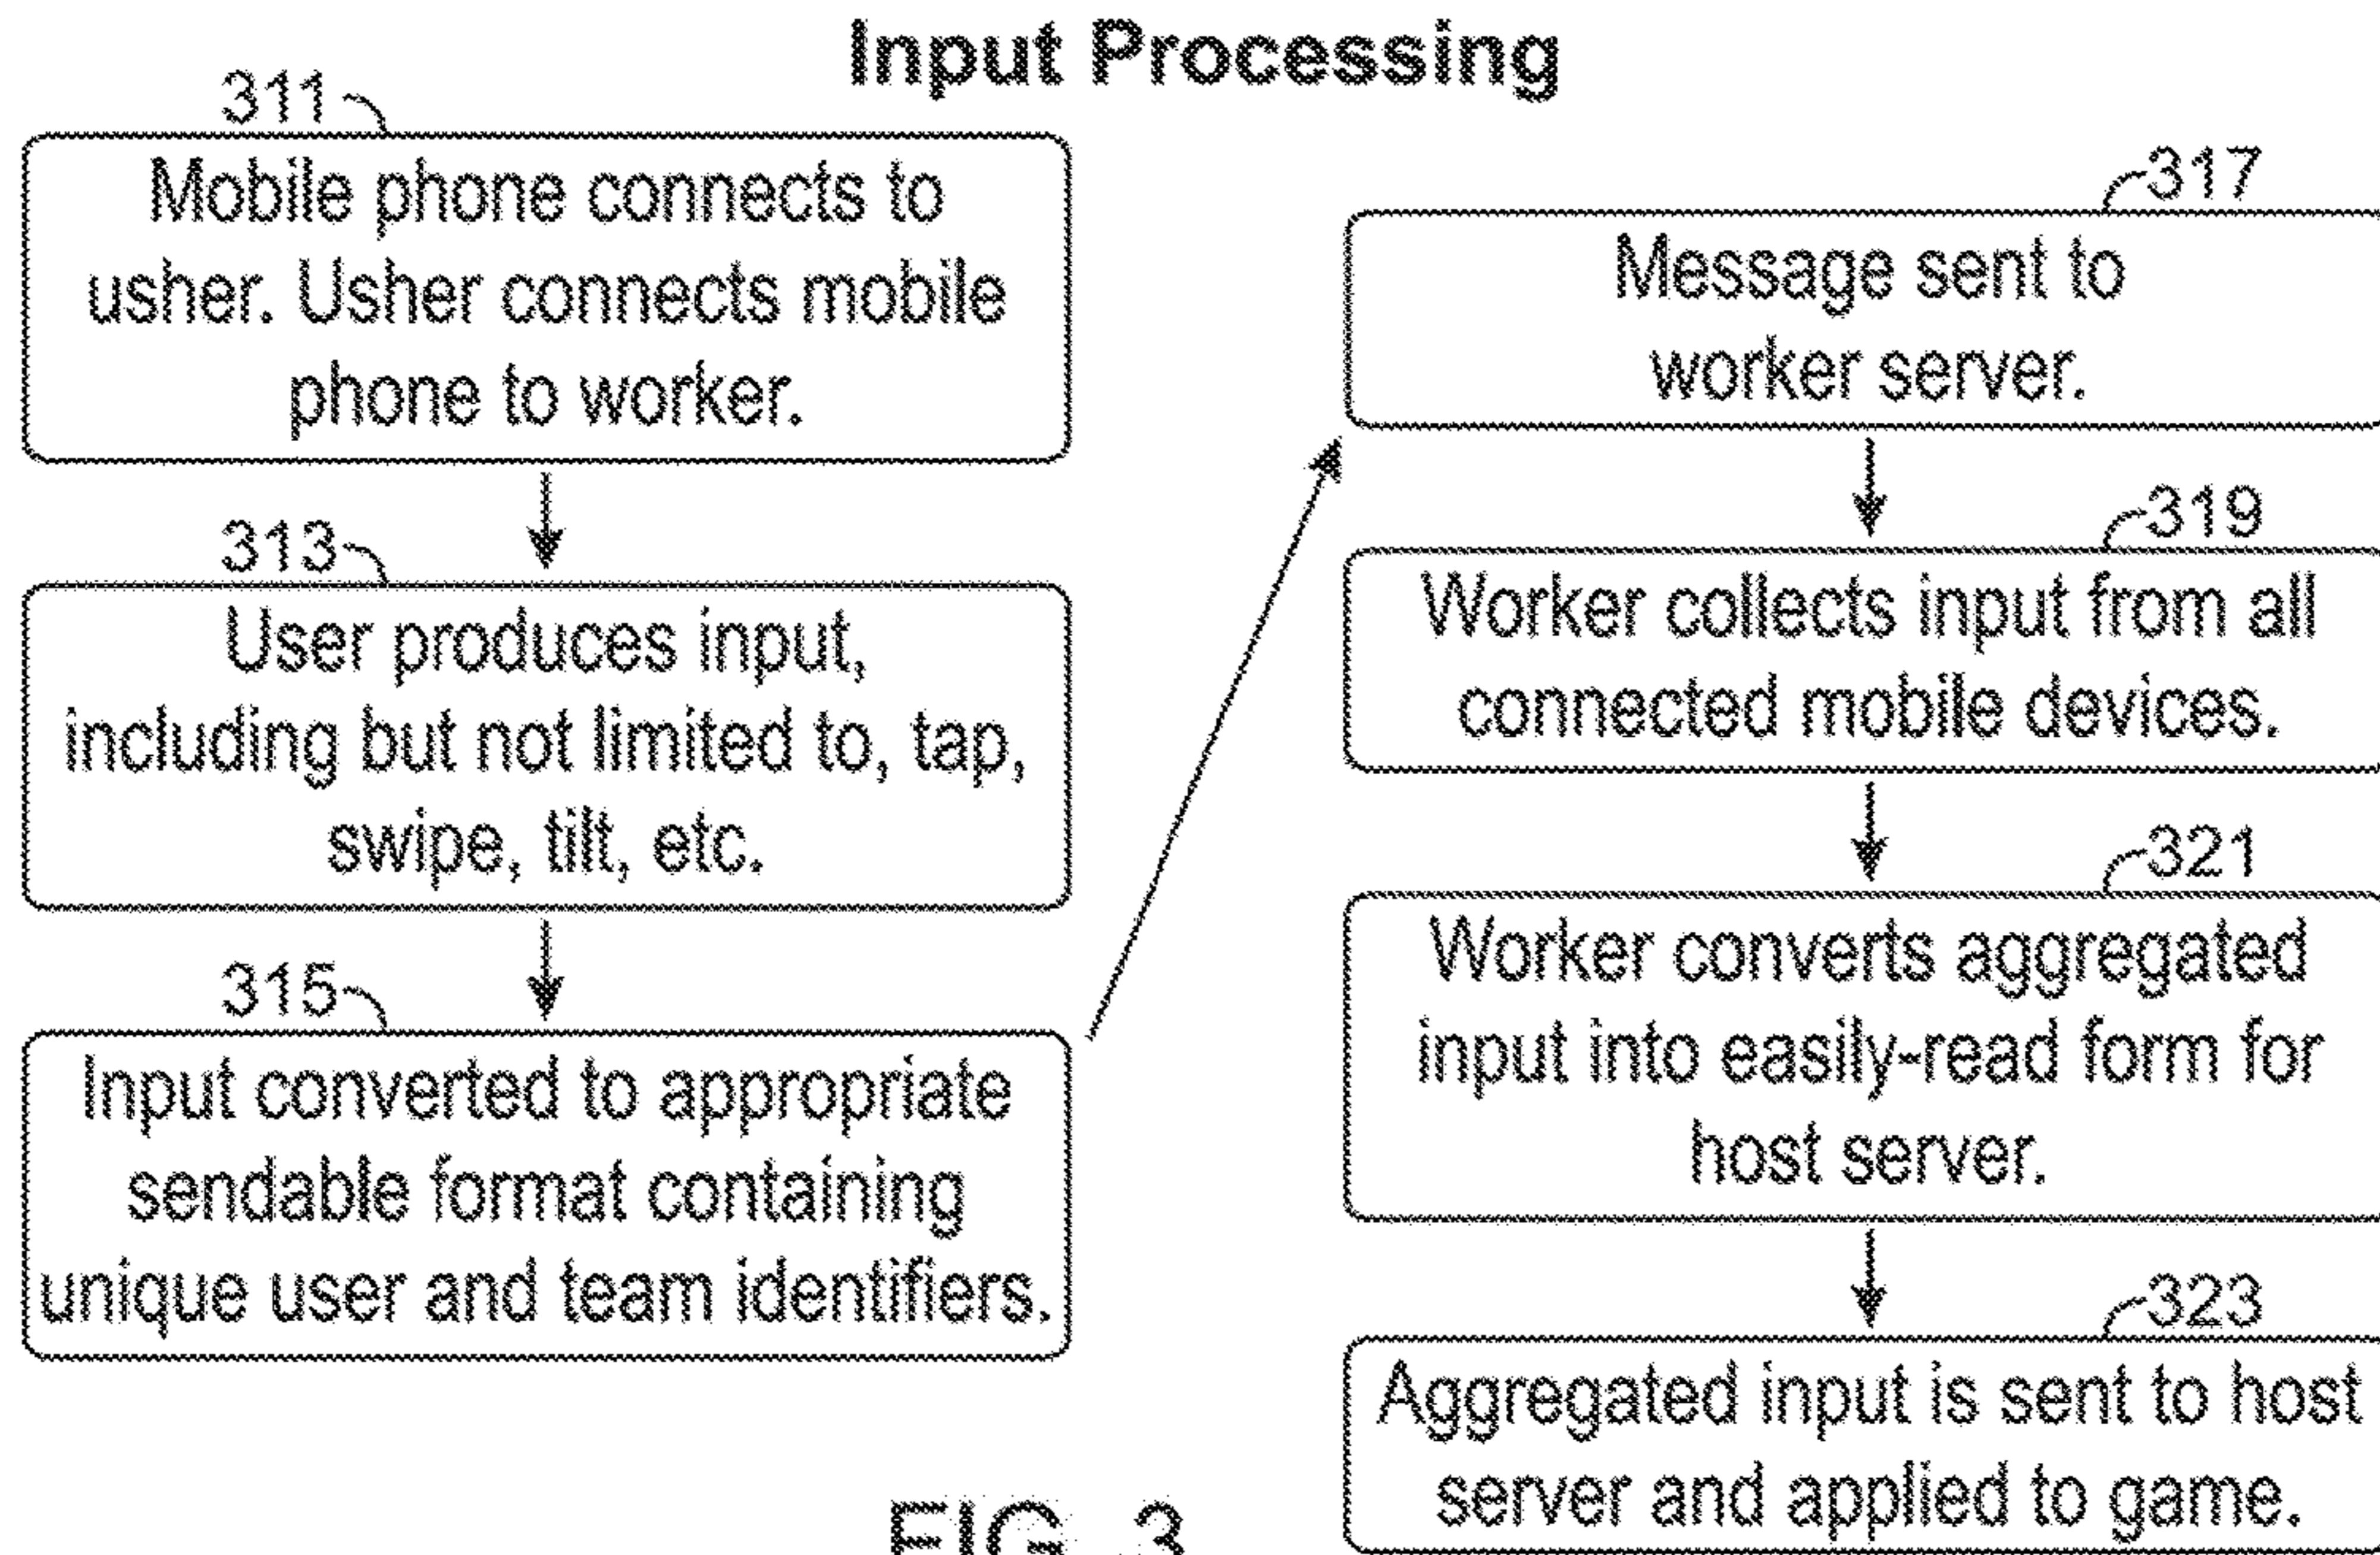 Input Processing
311
Mobile phone connects to
usher. Usher connects mobile
phone to worker.
313
User produces input,
including but not limited to, tap,
swipe, tilt, etc.
315
Input converted to appropriate
sendable format containing
unique user and team identifiers.
317
Message sent to
worker server.
319
Worker collects input from all
connected mobile devices.
321
Worker converts aggregated
input into easily-read form for
host server.
323
Aggregated input is sent to host
server and applied to game.
FIG. 3